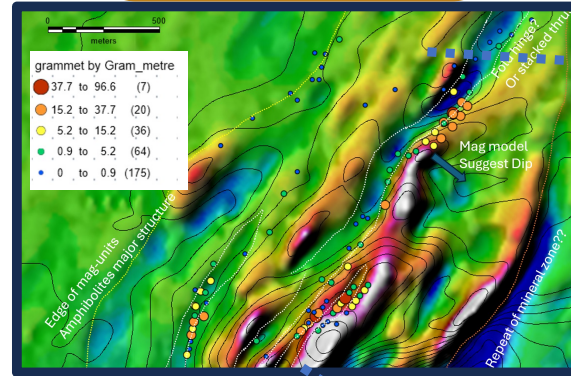 0
500
meters
grammet by Gram_metre
37.7 to 96.6 (7)
15.2 to 37.7 (20)
5.2 to 15.2 (36)
0.9 to 5.2 (64)
0 to 0.9 (175)
Fold hinge?
Or stacked thru
Mag model
Suggest Dip
Edge of mag-units
Amphibolites major structure
Repeat of mineral zone??